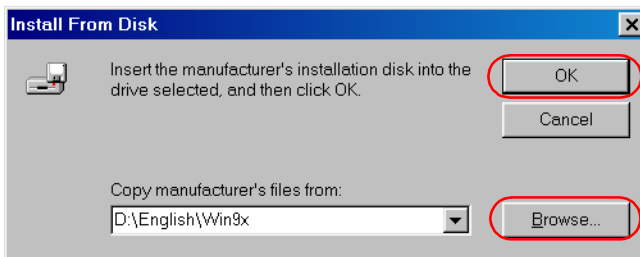 Install From Disk
Insert the manufacturer's installation disk into the
drive selected, and then click OK.
OK
Cancel
Copy manufacturer's files from:
D:\English\Win9x
Browse...